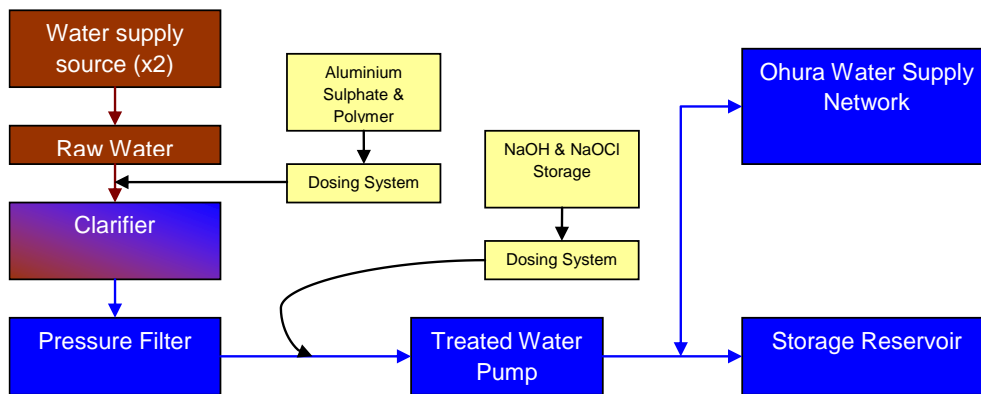 Water supply
source (x2)
Aluminium
Sulphate &
Polymer
Ohura Water Supply
Network
Raw Water
NaOH & NaOCl
Storage
Dosing System
Clarifier
Dosing System
Pressure Filter
Treated Water
Pump
Storage Reservoir